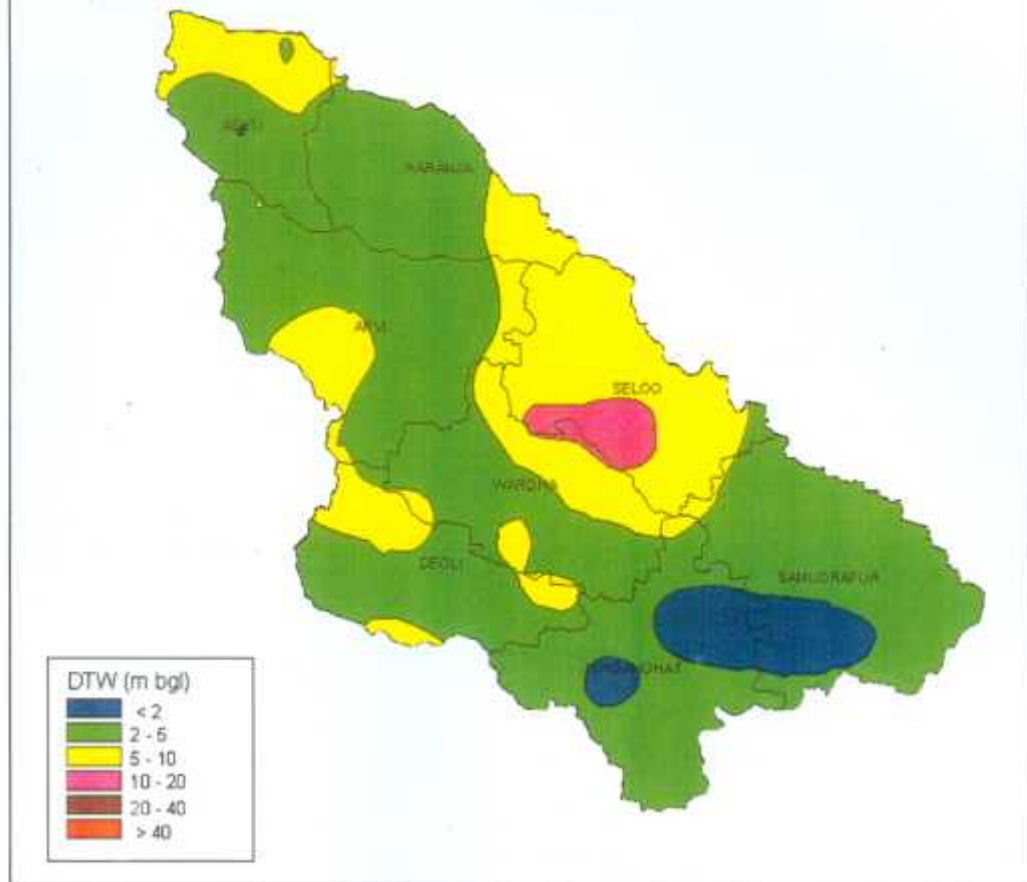 KARANJA
ARVI
SELOO
WARDHA
DEOLI
SAMUDRAPUR
DTW (m bgl)
< 2
2 - 5
5 - 10
10 - 20
20 - 40
> 40